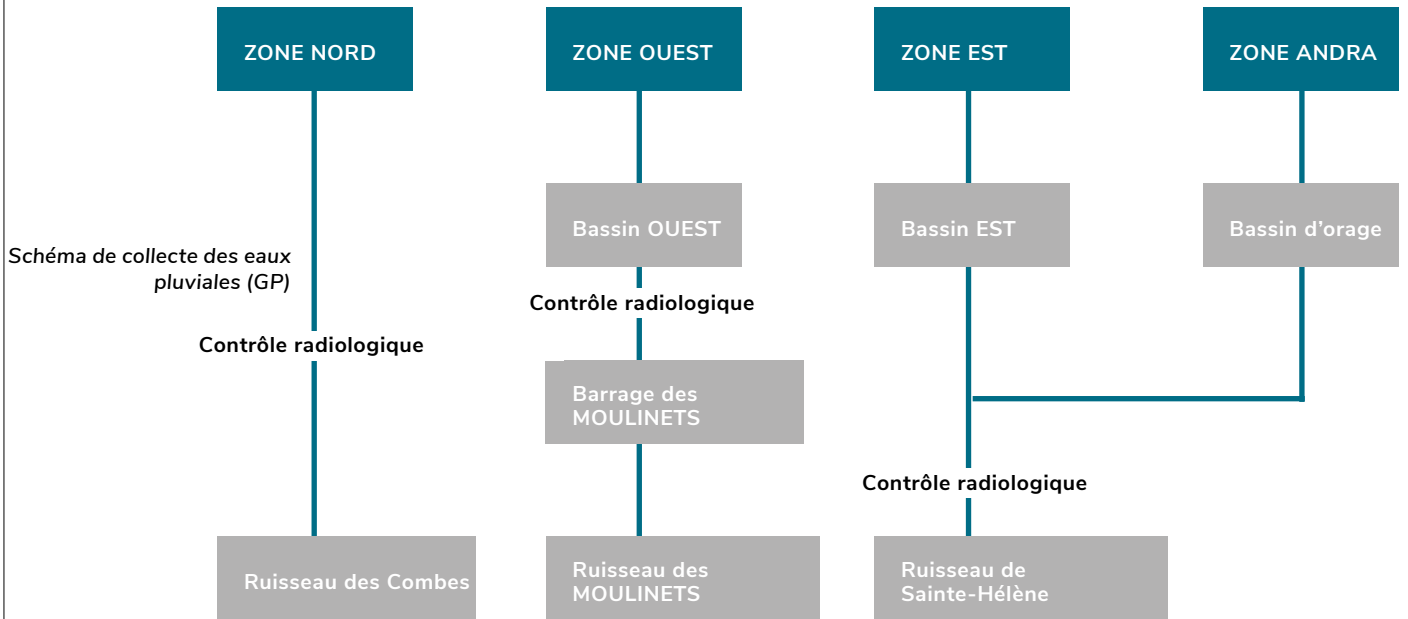 ZONE NORD
ZONE OUEST
ZONE EST
ZONE ANDRA
Bassin OUEST
Bassin EST
Bassin d'orage
Schéma de collecte des eaux
pluviales (GP)
Contrôle radiologique
Contrôle radiologique
Barrage des
MOULINETS
Contrôle radiologique
Ruisseau des Combes
Ruisseau des
MOULINETS
Ruisseau de
Sainte-Hélène